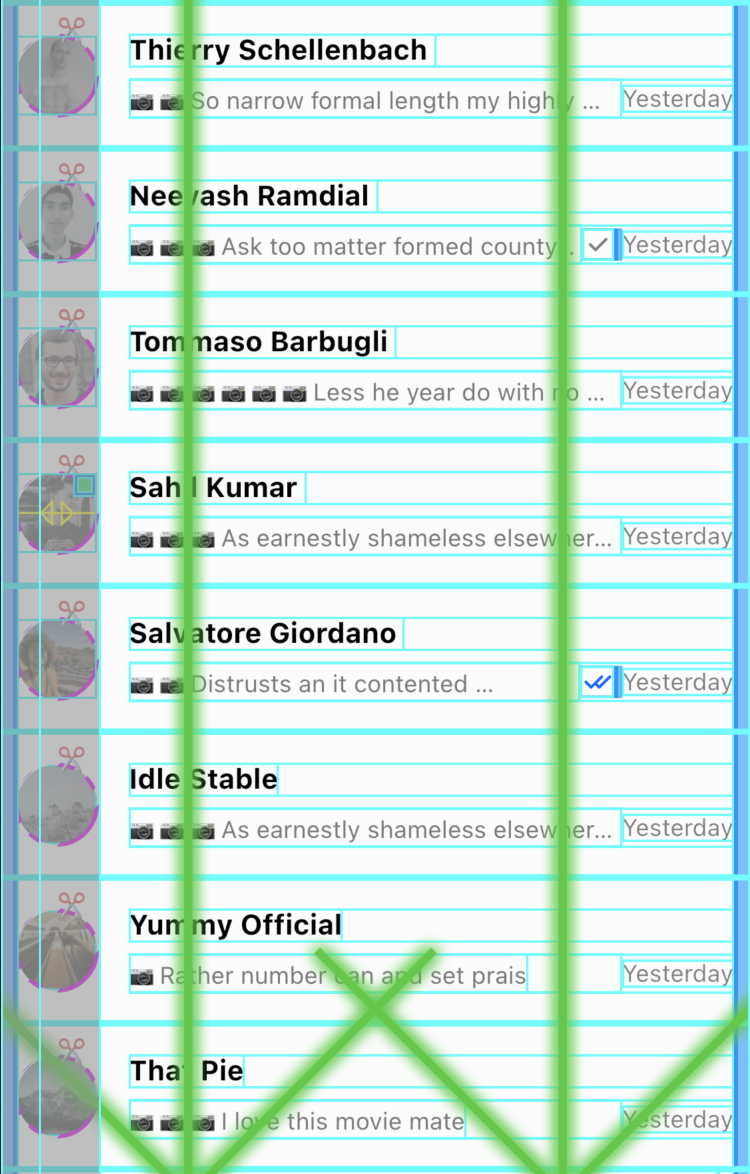 Thierry Schellenbach
📷 📷 So narrow formal length my highly ... Yesterday
Neevash Ramdial
📷 📷 📷 Ask too matter formed county... Yesterday
Tommaso Barbugli
📷 📷 📷 📷 📷 📷 Less he year do with no ... Yesterday
Sahil Kumar
📷 📷 📷 As earnestly shameless elsewher... Yesterday
Salvatore Giordano
📷 📷 Distrusts an it contented ... Yesterday
Idle Stable
📷 📷 📷 As earnestly shameless elsewher... Yesterday
Yummy Official
📷 Rather number can and set prais Yesterday
That Pie
📷 📷 📷 I love this movie mate Yesterday